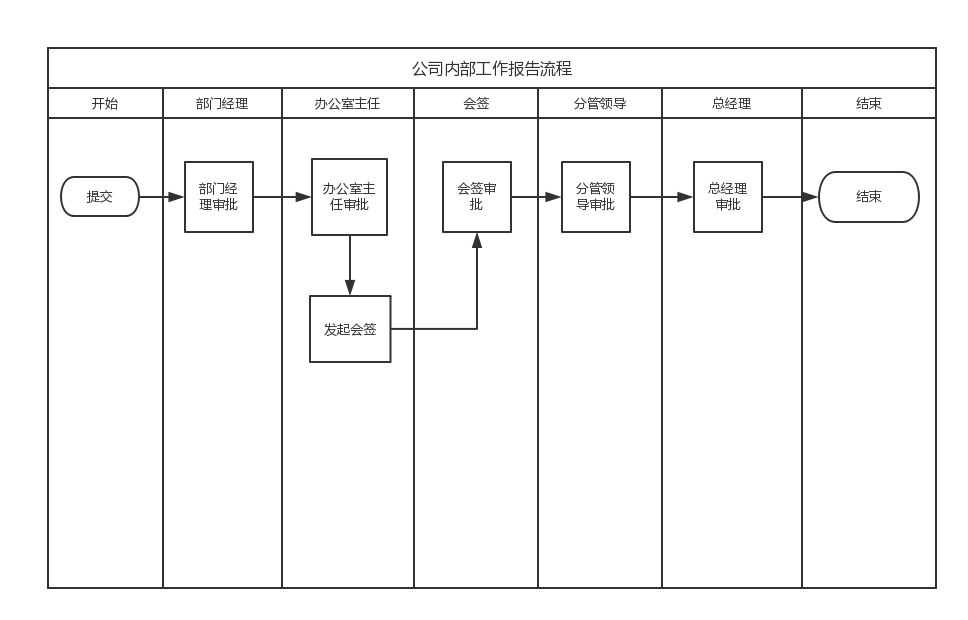 公司内部工作报告流程
开始 部门经理 办公室主任 会签 分管领导 总经理 结束
提交
部门经
理审批
办公室主
任审批
会签审
批
分管领
导审批
总经理
审批
结束
发起会签